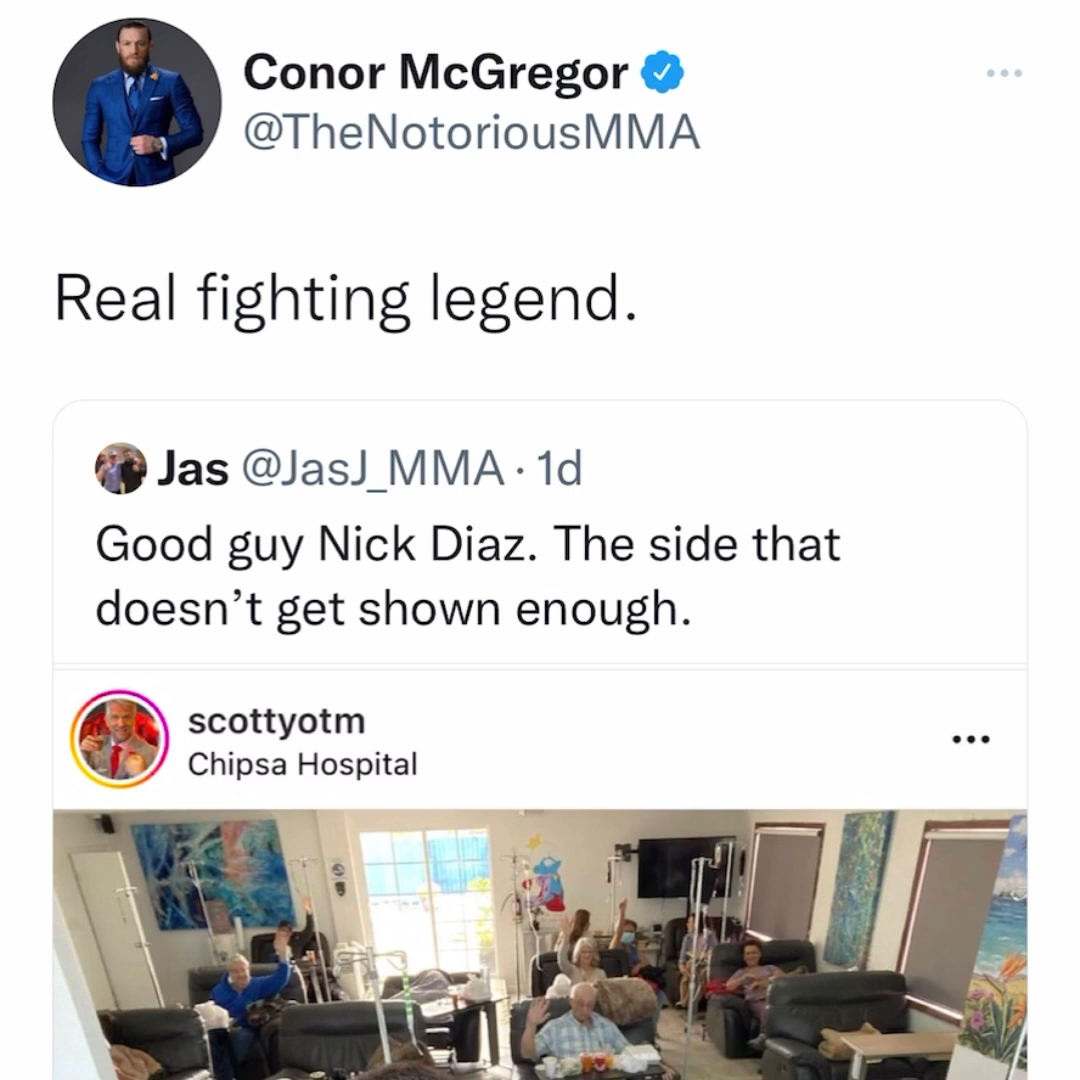 Conor McGregor
@TheNotoriousMMA
Real fighting legend.
Jas @JasJ_MMA · 1d
Good guy Nick Diaz. The side that
doesn’t get shown enough.
scottyotm
Chipsa Hospital